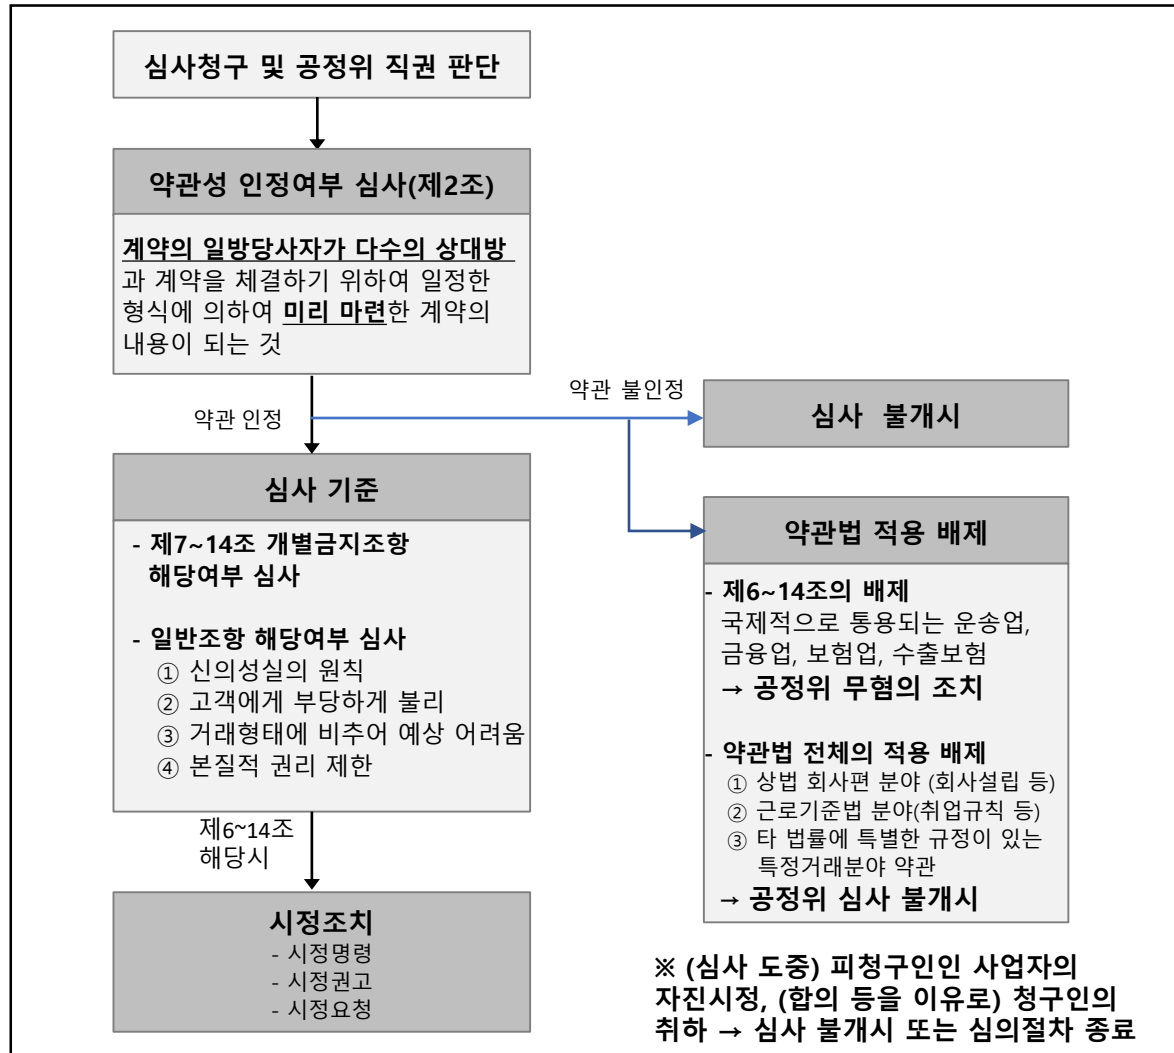 심사청구 및 공정위 직권 판단
약관성 인정여부 심사(제2조)
계약의 일방당사자가 다수의 상대방
과 계약을 체결하기 위하여 일정한
형식에 의하여 미리 마련한 계약의
내용이 되는 것
약관 인정
약관 불인정
심사 불개시
심사 기준
- 제7~14조 개별금지조항
해당여부 심사
- 일반조항 해당여부 심사
① 신의성실의 원칙
② 고객에게 부당하게 불리
③ 거래형태에 비추어 예상 어려움
④ 본질적 권리 제한
약관법 적용 배제
- 제6~14조의 배제
국제적으로 통용되는 운송업,
금융업, 보험업, 수출보험
→ 공정위 무혐의 조치
- 약관법 전체의 적용 배제
① 상법 회사편 분야 (회사설립 등)
② 근로기준법 분야(취업규칙 등)
③ 타 법률에 특별한 규정이 있는
특정거래분야 약관
→ 공정위 심사 불개시
제6~14조
해당시
시정조치
- 시정명령
- 시정권고
- 시정요청
※ (심사 도중) 피청구인인 사업자의
자진시정, (합의 등을 이유로) 청구인의
취하 → 심사 불개시 또는 심의절차 종료